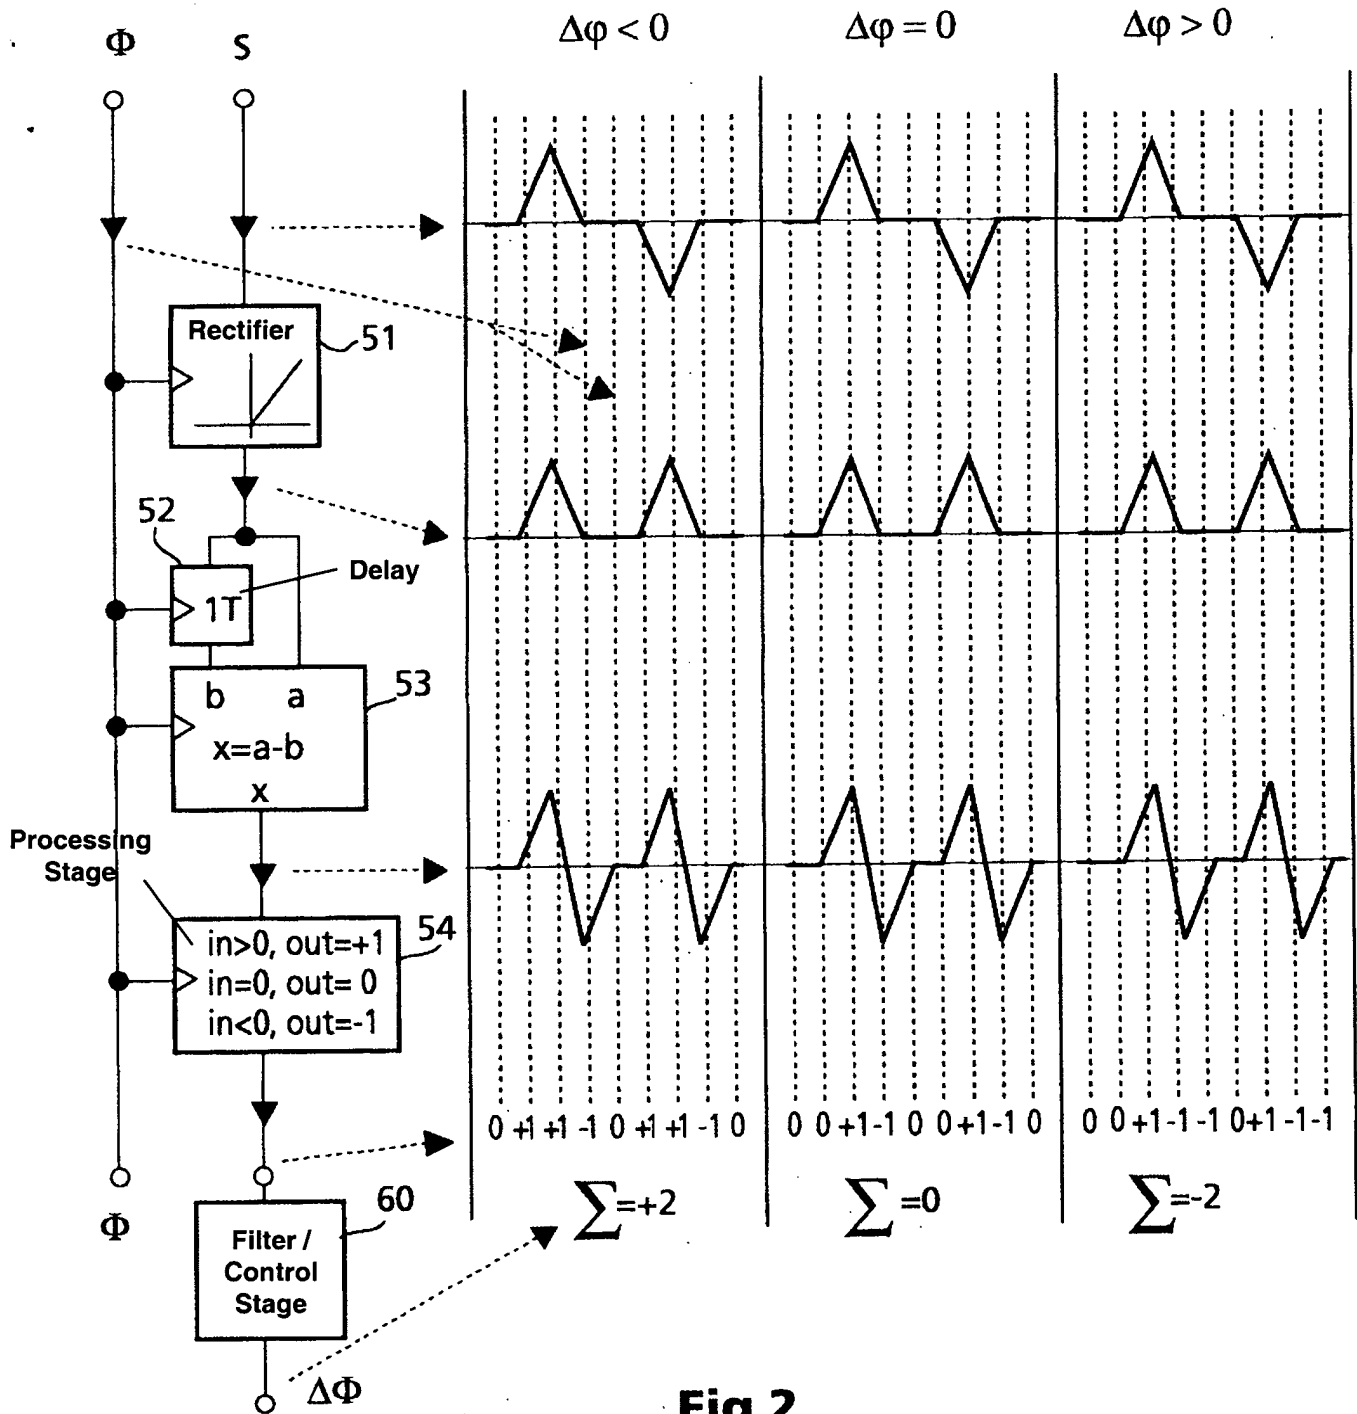 Φ
S
Δφ < 0
Δφ = 0
Δφ > 0
Rectifier
51
52
1T
Delay
b a
x=a-b
x
53
Processing
Stage
in>0, out=+1
in=0, out= 0
in<0, out=-1
54
0 +1 +1 -1 0 +1 +1 -1 0
0 0 +1 -1 0 0 +1 -1 0
0 0 +1 -1 -1 0 +1 -1 -1
Φ
60
Filter /
Control
Stage
∑=+2
∑=0
∑=-2
ΔΦ
Fig 2